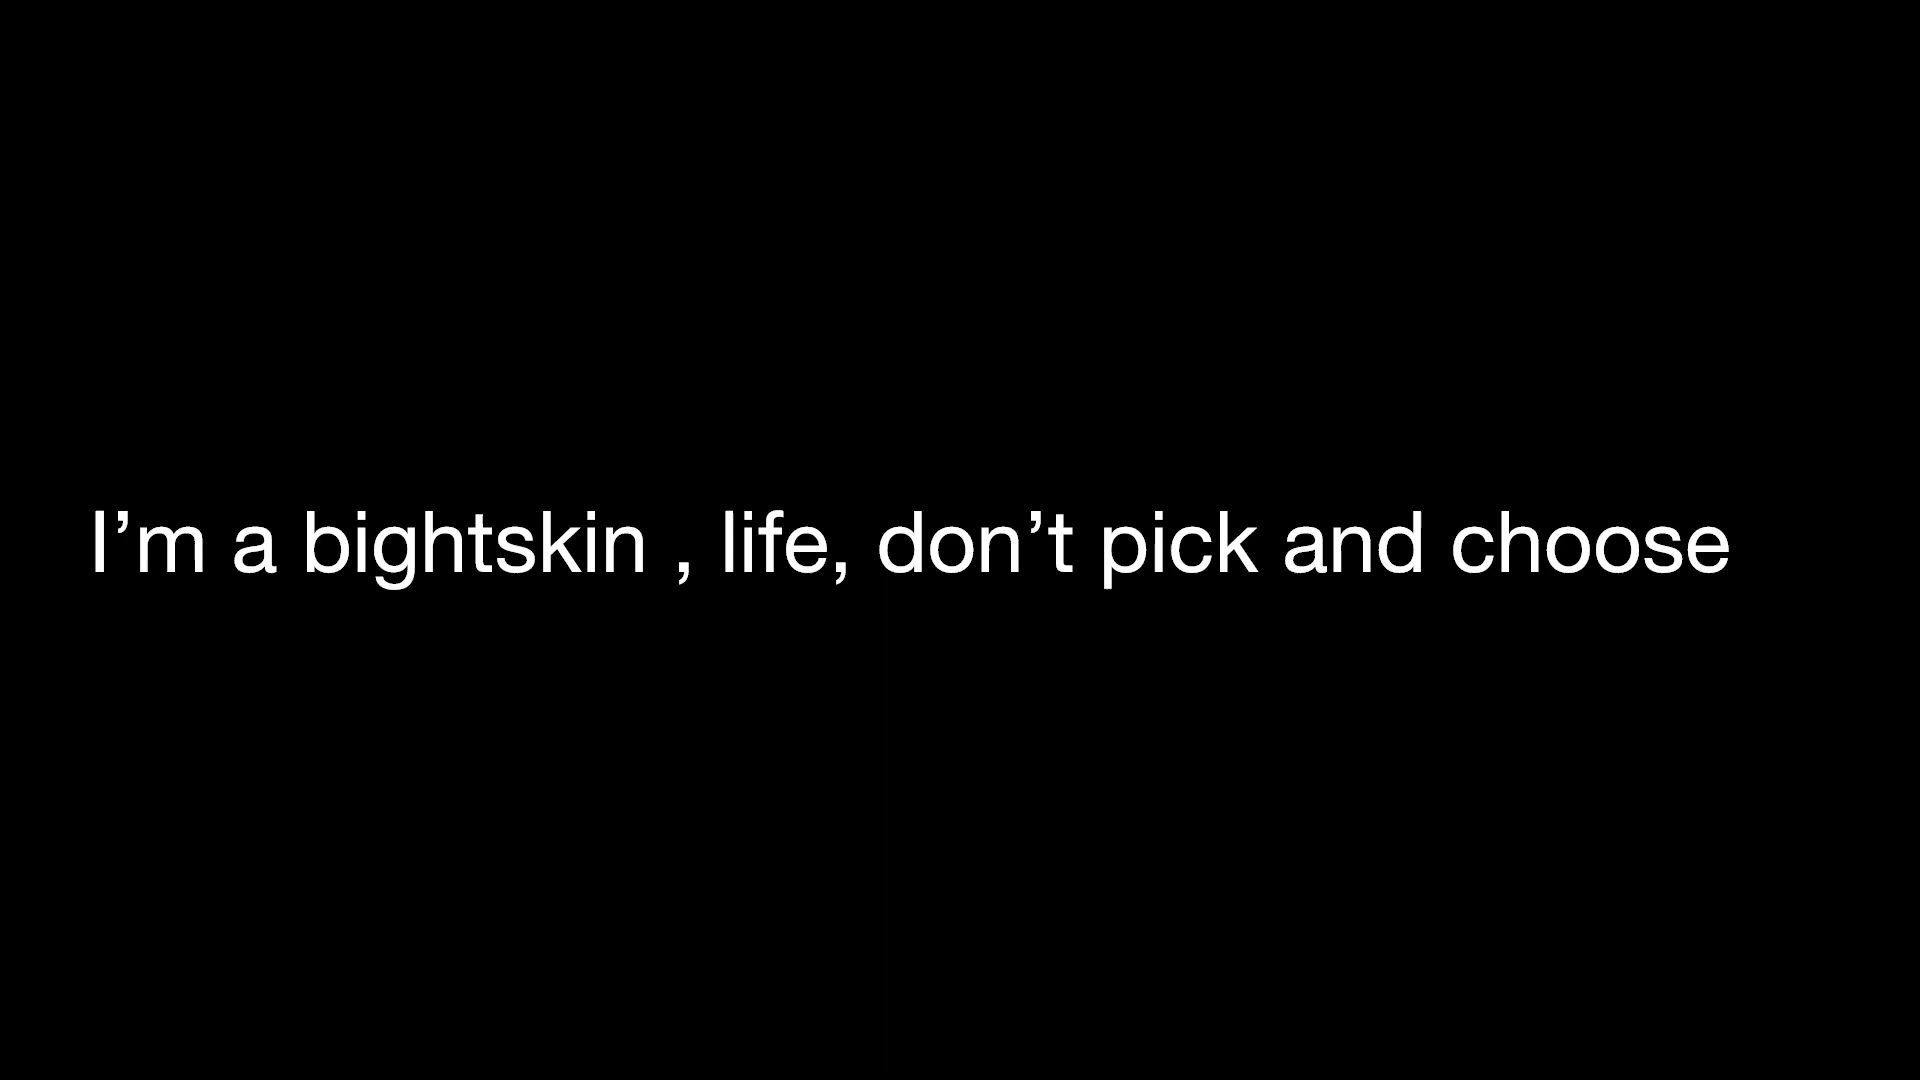 I’m a bightskin , life, don’t pick and choose